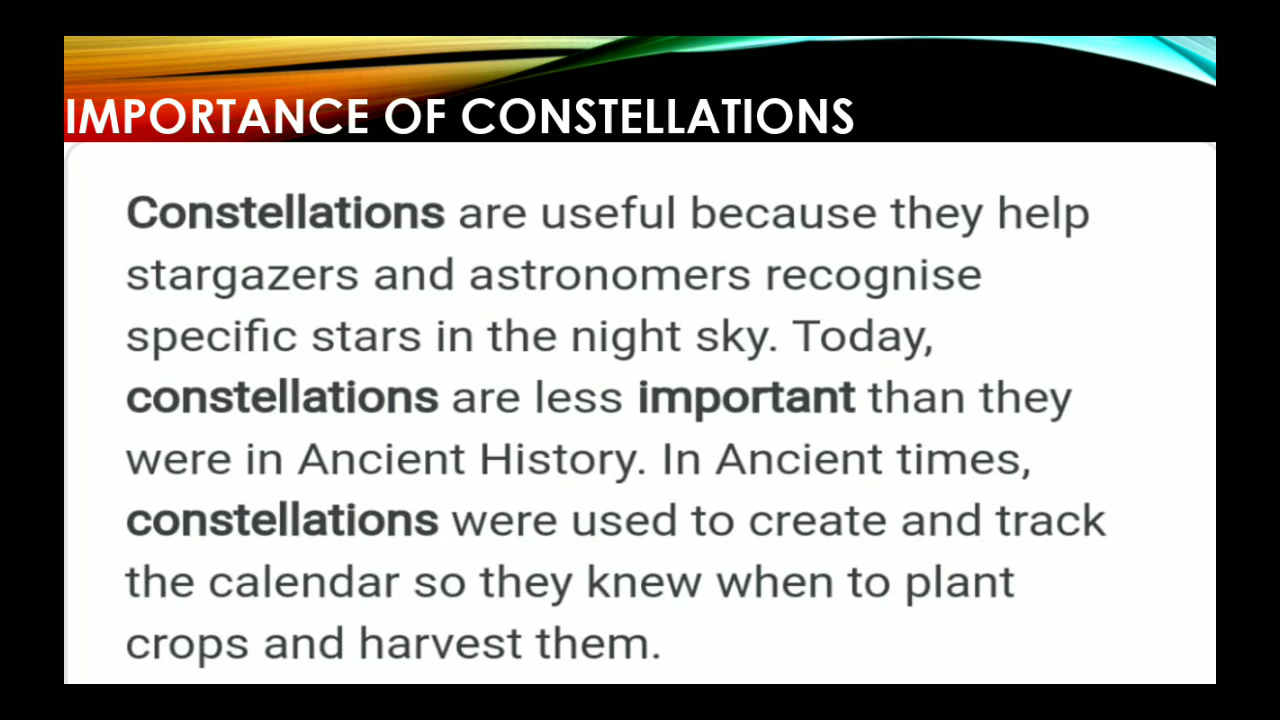 IMPORTANCE OF CONSTELLATIONS
Constellations are useful because they help
stargazers and astronomers recognise
specific stars in the night sky. Today,
constellations are less important than they
were in Ancient History. In Ancient times,
constellations were used to create and track
the calendar so they knew when to plant
crops and harvest them.